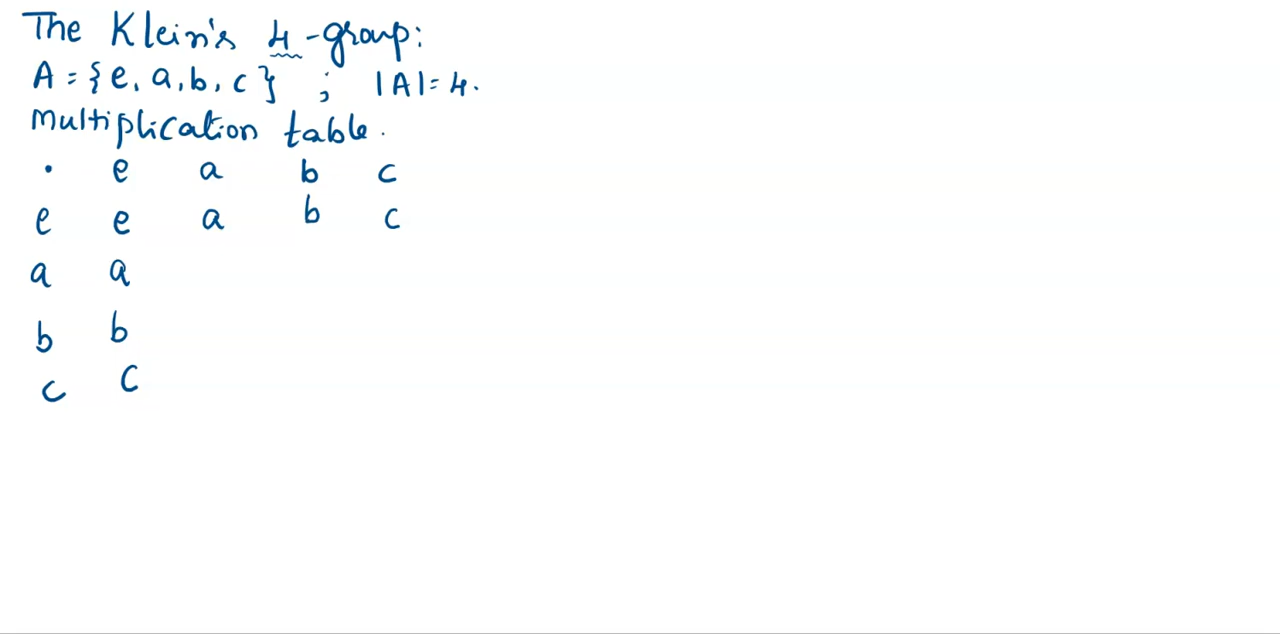 The Klein's 4-group:
A = {e, a, b, c} ; |A| = 4.
Multiplication table.
· e a b c
e e a b c
a a
b b
c c